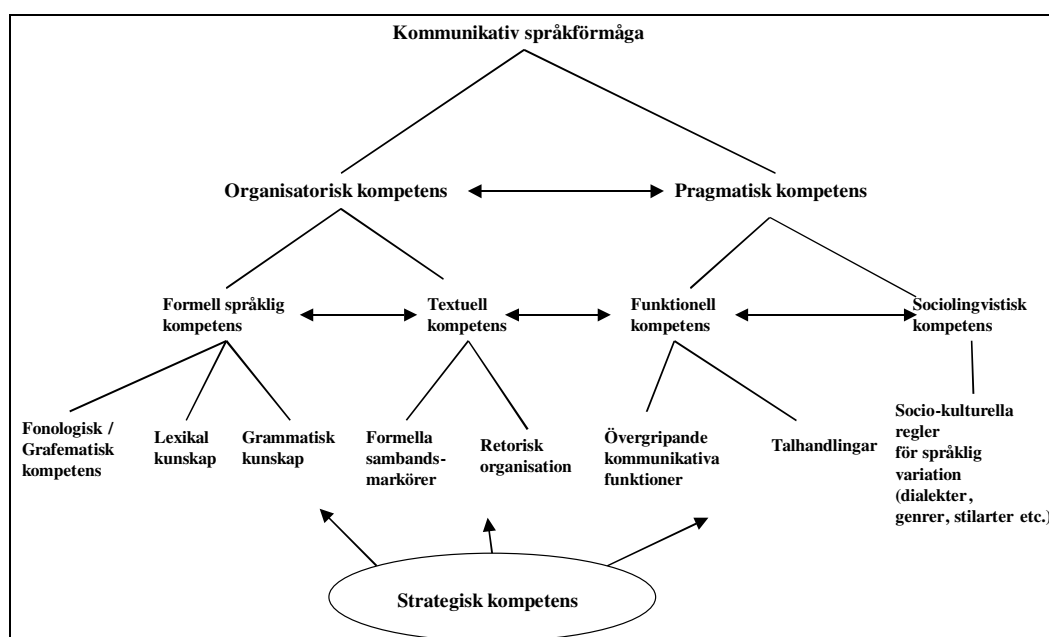 Kommunikativ språkförmåga
Organisatorisk kompetens
Pragmatisk kompetens
Formell språklig
kompetens
Textuell
kompetens
Funktionell
kompetens
Sociolingvistisk
kompetens
Fonologisk /
Grafematisk
kompetens
Lexikal
kunskap
Grammatisk
kunskap
Formella
sambands-
markörer
Retorisk
organisation
Övergripande
kommunikativa
funktioner
Talhandlingar
Socio-kulturella
regler
för språklig
variation
(dialekter,
genrer, stilarter etc.)
Strategisk kompetens